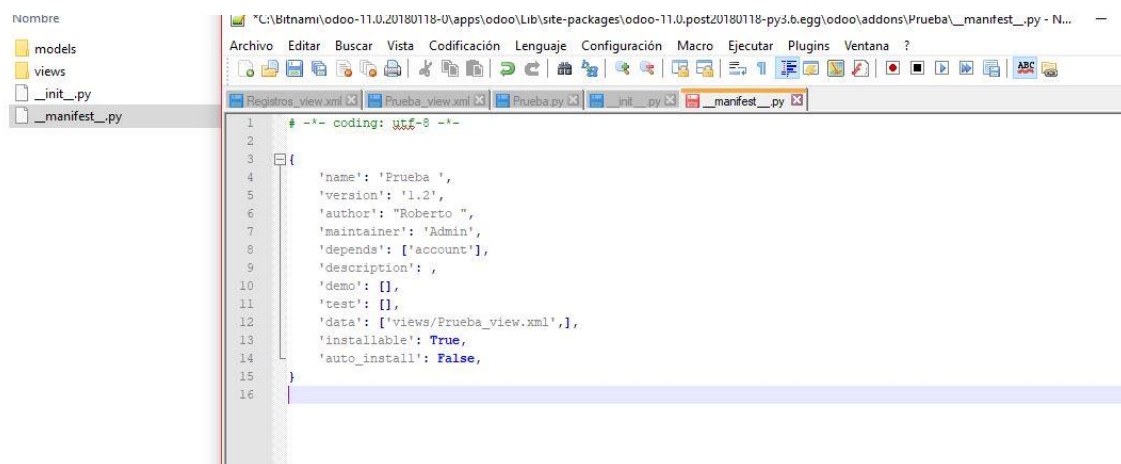 Nombre
models
views
__init__.py
__manifest__.py
*C:\Bitnami\odoo-11.0.20180118-0\apps\odoo\Lib\site-packages\odoo-11.0.post20180118-py3.6.egg\odoo\addons\Prueba\__manifest__.py - N...
Archivo Editar Buscar Vista Codificación Lenguaje Configuración Macro Ejecutar Plugins Ventana ?
Registros_view.xml Prueba_view.xml Prueba.py __init__.py __manifest__.py
1 # -*- coding: utf-8 -*-
2
3 {
4 'name': 'Prueba ',
5 'version': '1.2',
6 'author': "Roberto ",
7 'maintainer': 'Admin',
8 'depends': ['account'],
9 'description': ,
10 'demo': [],
11 'test': [],
12 'data': ['views/Prueba_view.xml',],
13 'installable': True,
14 'auto_install': False,
15 }
16